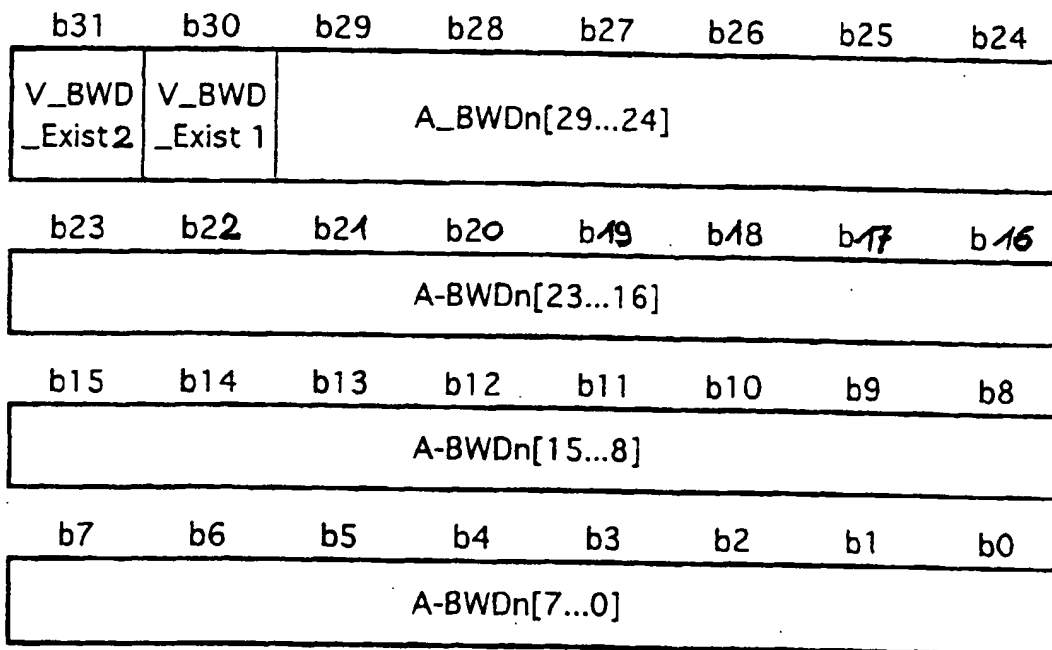 b31 b30 b29 b28 b27 b26 b25 b24
V_BWD V_BWD
_Exist2 _Exist 1
A_BWDn[29...24]
b23 b22 b21 b20 b19 b18 b17 b16
A-BWDn[23...16]
b15 b14 b13 b12 b11 b10 b9 b8
A-BWDn[15...8]
b7 b6 b5 b4 b3 b2 b1 b0
A-BWDn[7...0]